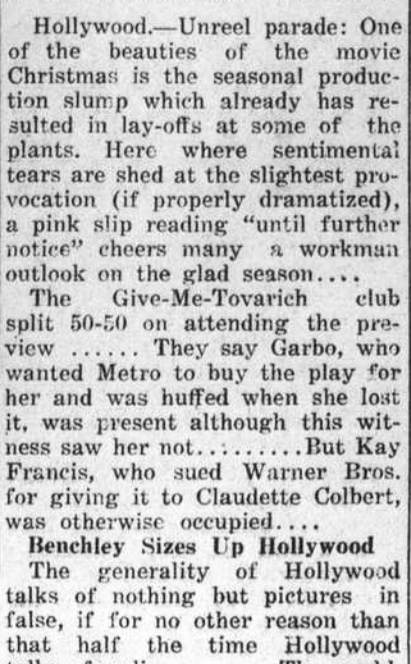 Hollywood.—Unreel parade: One
of the beauties of the movie
Christmas is the seasonal produc-
tion slump which already has re-
sulted in lay-offs at some of the
plants. Here where sentimental
tears are shed at the slightest pro-
vocation (if properly dramatized),
a pink slip reading "until further
notice" cheers many a workman
outlook on the glad season....
The Give-Me-Tovarich club
split 50-50 on attending the pre-
view ...... They say Garbo, who
wanted Metro to buy the play for
her and was huffed when she lost
it, was present although this wit-
ness saw her not..........But Kay
Francis, who sued Warner Bros.
for giving it to Claudette Colbert,
was otherwise occupied....
Benchley Sizes Up Hollywood
The generality of Hollywood
talks of nothing but pictures in
false, if for no other reason than
that half the time Hollywood